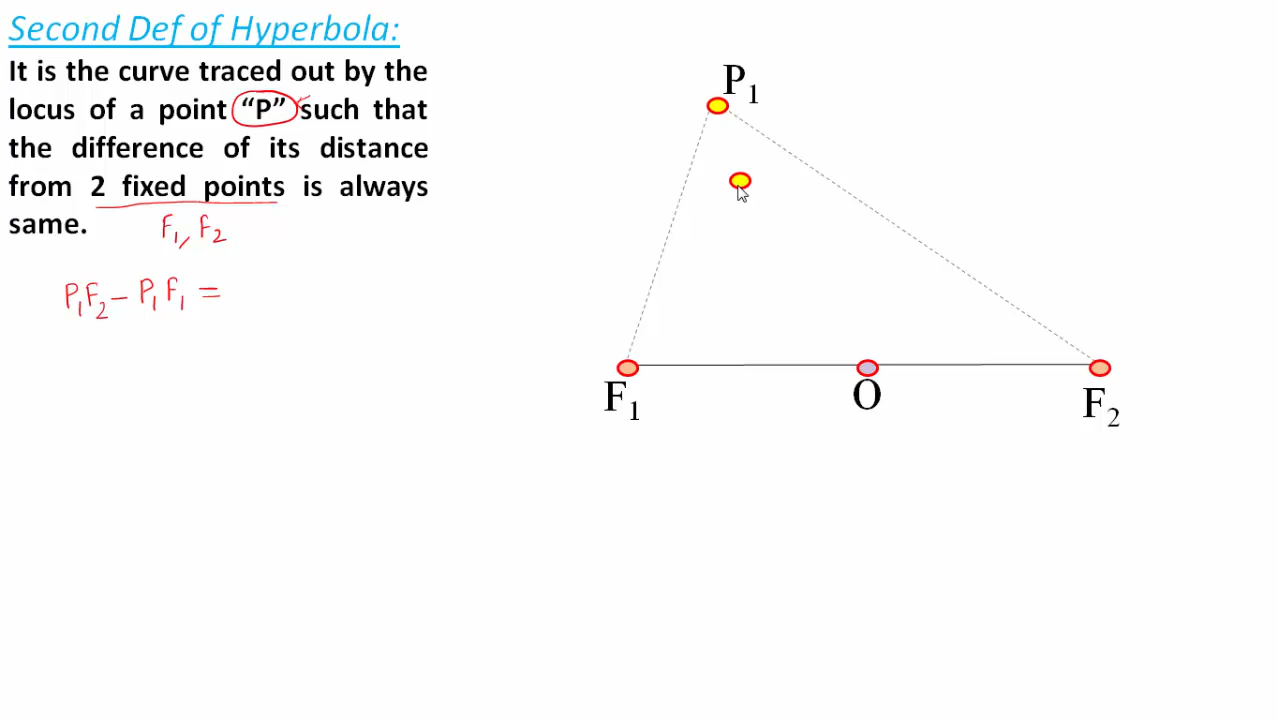 Second Def of Hyperbola:
It is the curve traced out by the
locus of a point “P” such that
the difference of its distance
from 2 fixed points is always
same.
F₁, F₂
P₁F₂ – P₁F₁ =
P₁
F₁
O
F₂